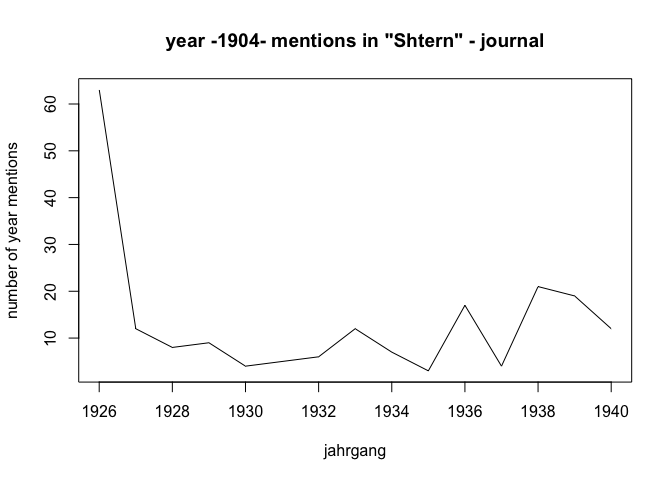 year -1904- mentions in "Shtern" - journal
number of year mentions
60
50
40
30
20
10
1926 1928 1930 1932 1934 1936 1938 1940
jahrgang